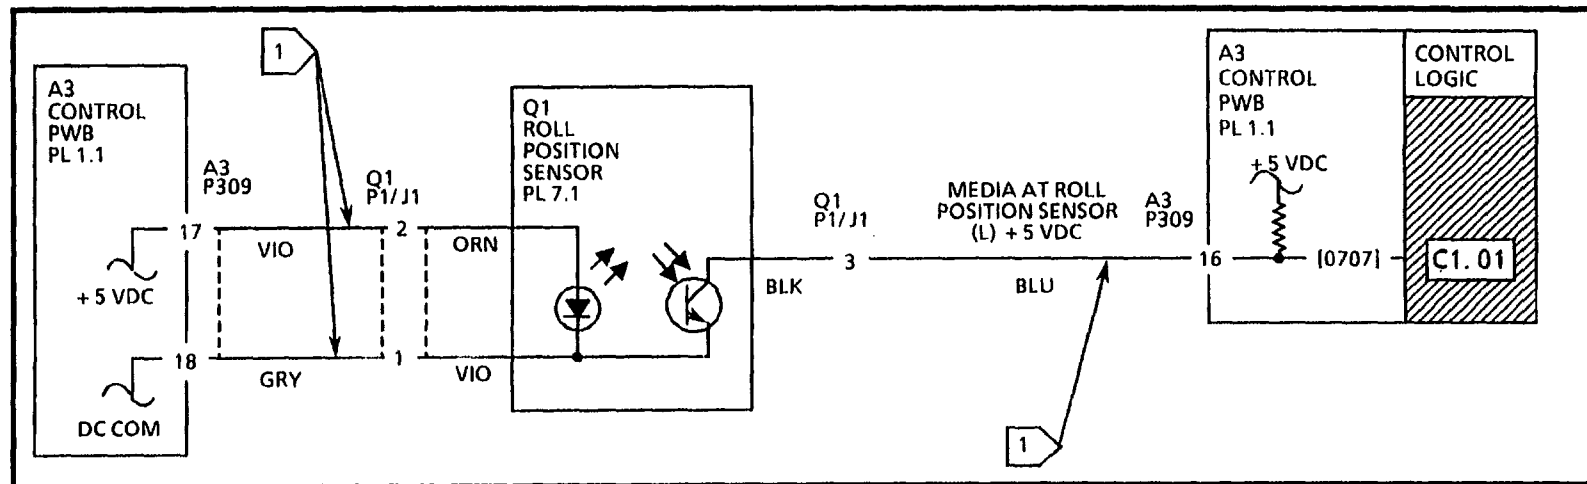 1
A3
CONTROL
PWB
PL 1.1
A3
P309
17
VIO
+ 5 VDC
18
GRY
DC COM
Q1
P1/J1
2
ORN
1
VIO
Q1
ROLL
POSITION
SENSOR
PL 7.1
BLK
Q1
P1/J1
3
MEDIA AT ROLL
POSITION SENSOR
(L) + 5 VDC
BLU
1
A3
P309
16
A3
CONTROL
PWB
PL 1.1
+ 5 VDC
[0707]
CONTROL
LOGIC
C1. 01